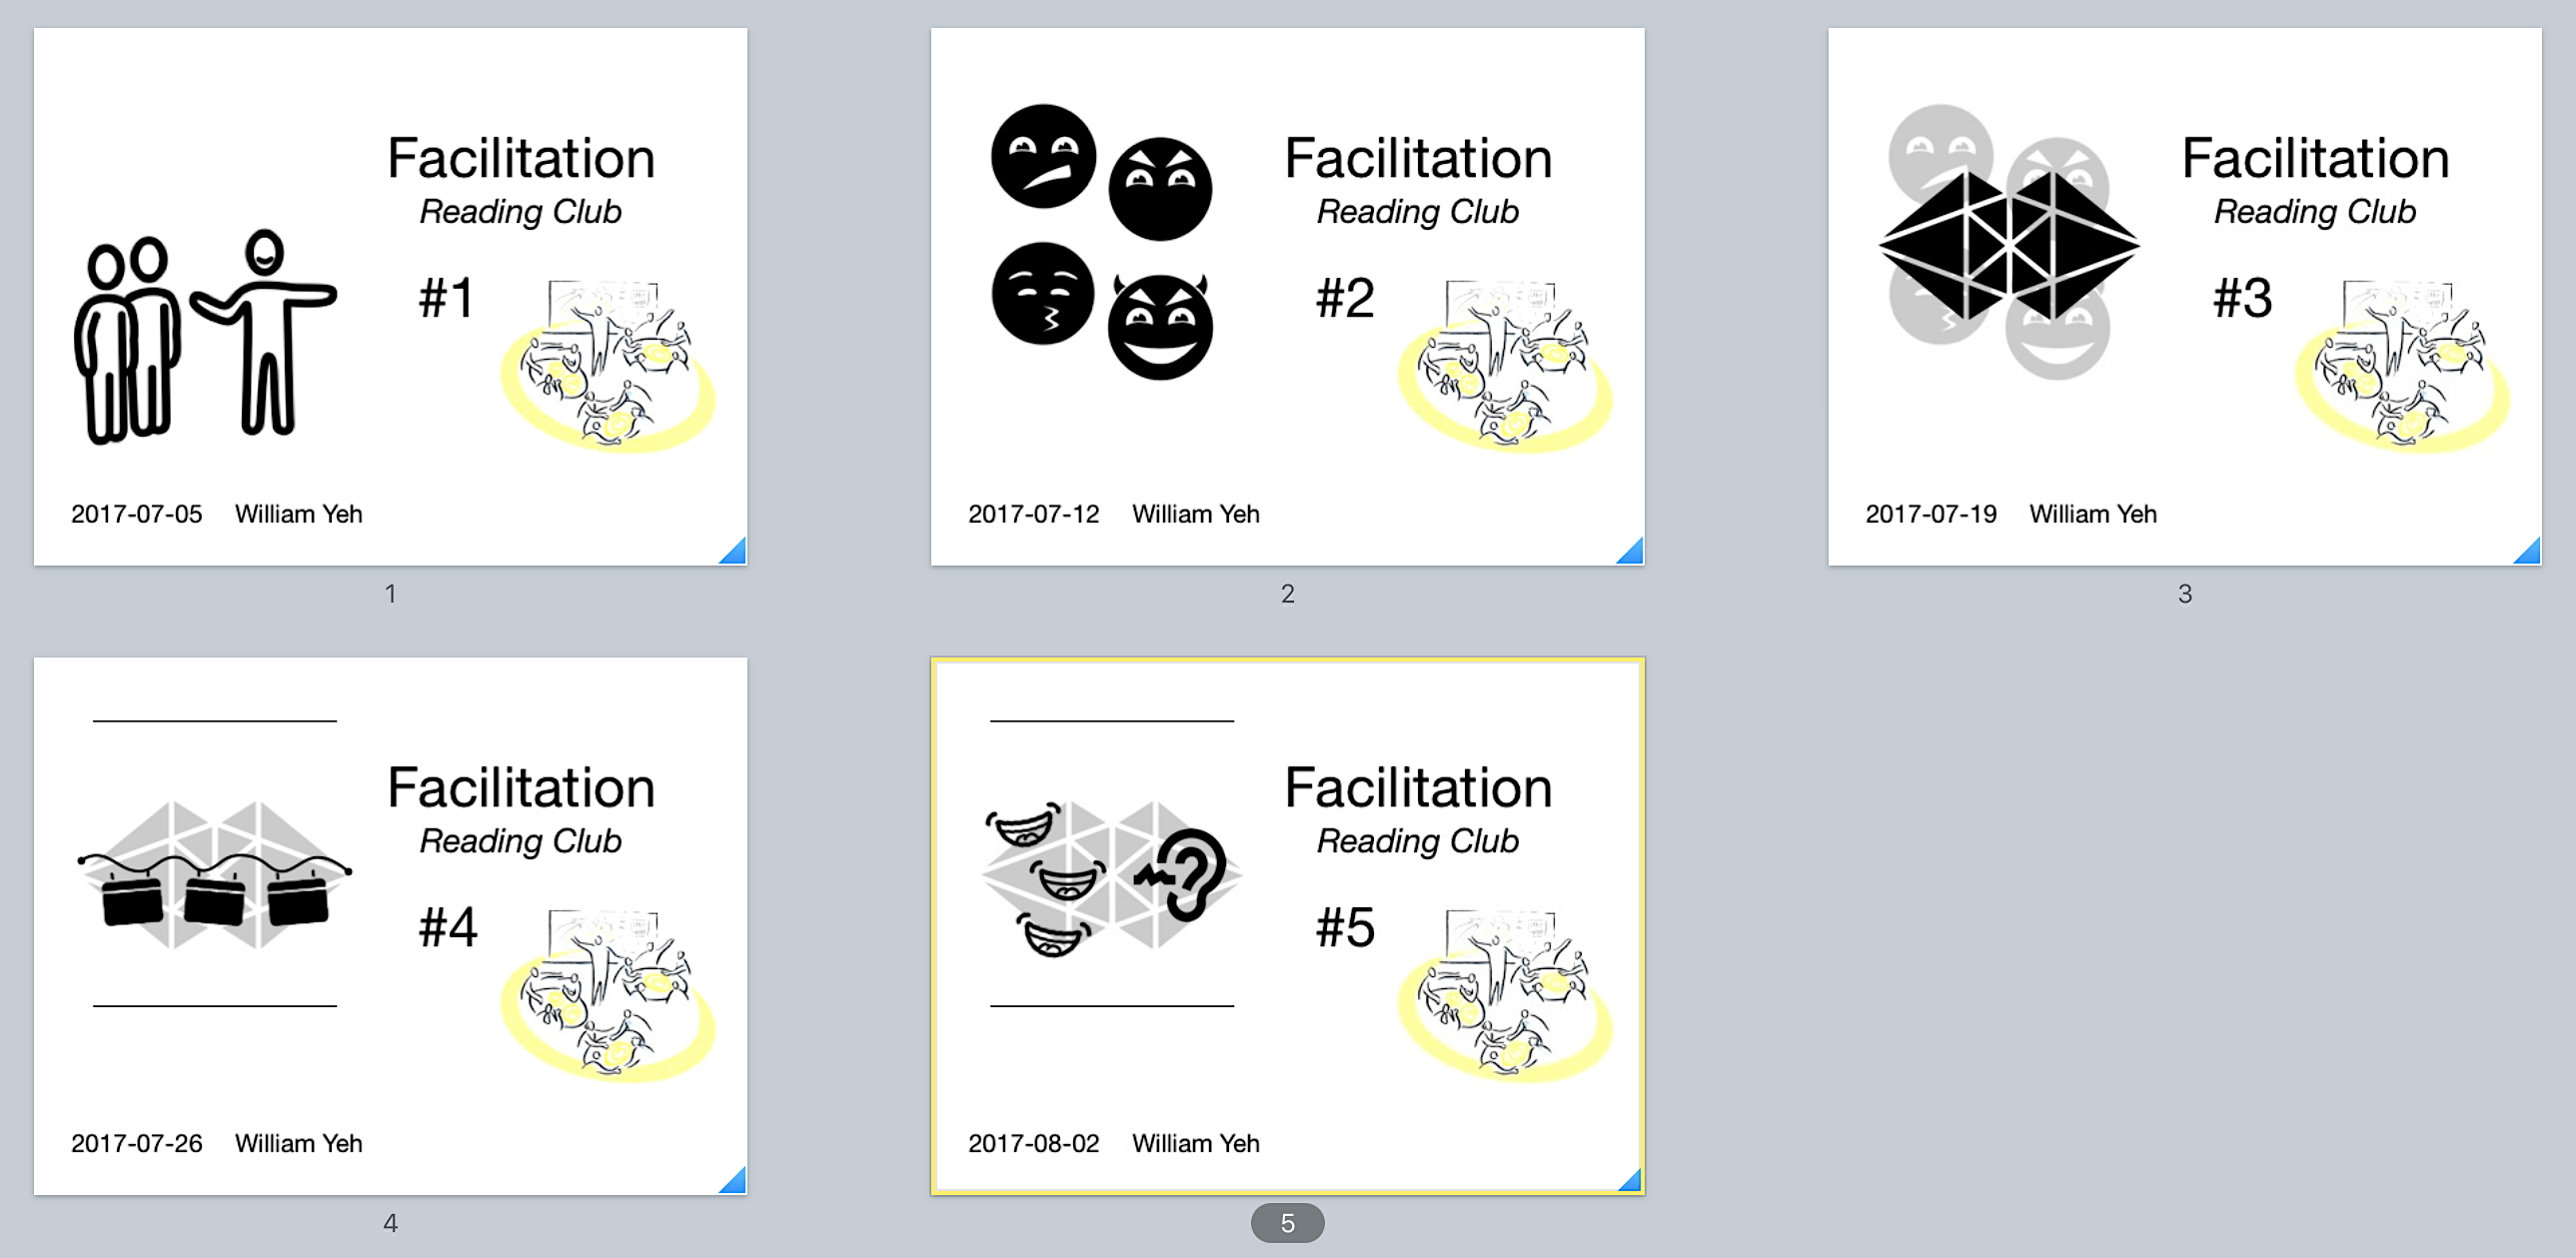 Facilitation
Reading Club
#1
2017-07-05 William Yeh
1
Facilitation
Reading Club
#2
2017-07-12 William Yeh
2
Facilitation
Reading Club
#3
2017-07-19 William Yeh
3
Facilitation
Reading Club
#4
2017-07-26 William Yeh
4
Facilitation
Reading Club
#5
2017-08-02 William Yeh
5